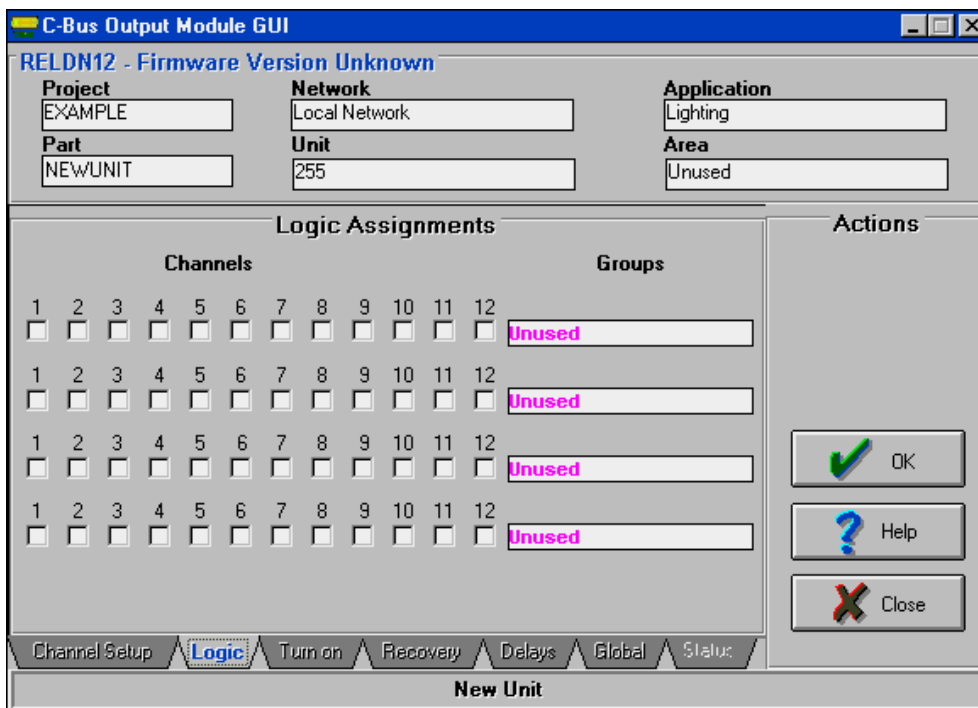 C-Bus Output Module GUI
RELDN12 - Firmware Version Unknown
Project Network Application
EXAMPLE Local Network Lighting
Part Unit Area
NEWUNIT 255 Unused
Logic Assignments
Actions
Channels Groups
1 2 3 4 5 6 7 8 9 10 11 12
Unused
1 2 3 4 5 6 7 8 9 10 11 12
Unused
1 2 3 4 5 6 7 8 9 10 11 12
Unused
1 2 3 4 5 6 7 8 9 10 11 12
Unused
OK
Help
Close
Channel Setup Logic Turn on Recovery Delays Global Status
New Unit